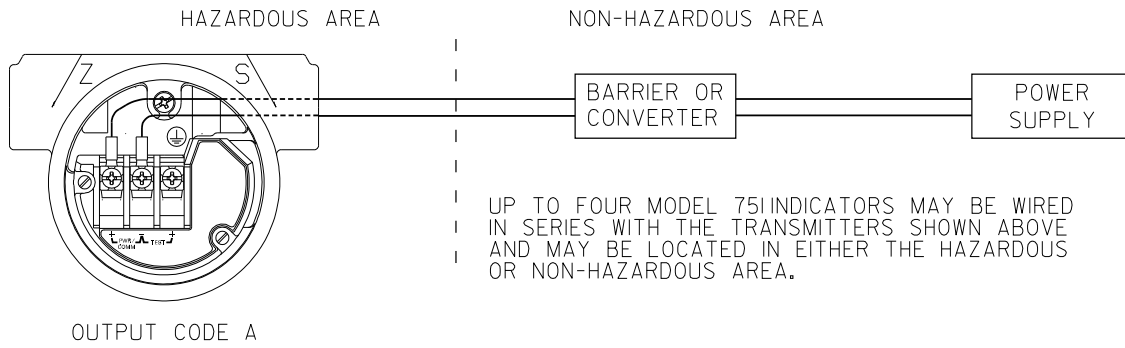 HAZARDOUS AREA
NON-HAZARDOUS AREA
Z
S
BARRIER OR
CONVERTER
POWER
SUPPLY
+ PWR/ - TEST +
COMM
UP TO FOUR MODEL 751INDICATORS MAY BE WIRED
IN SERIES WITH THE TRANSMITTERS SHOWN ABOVE
AND MAY BE LOCATED IN EITHER THE HAZARDOUS
OR NON-HAZARDOUS AREA.
OUTPUT CODE A